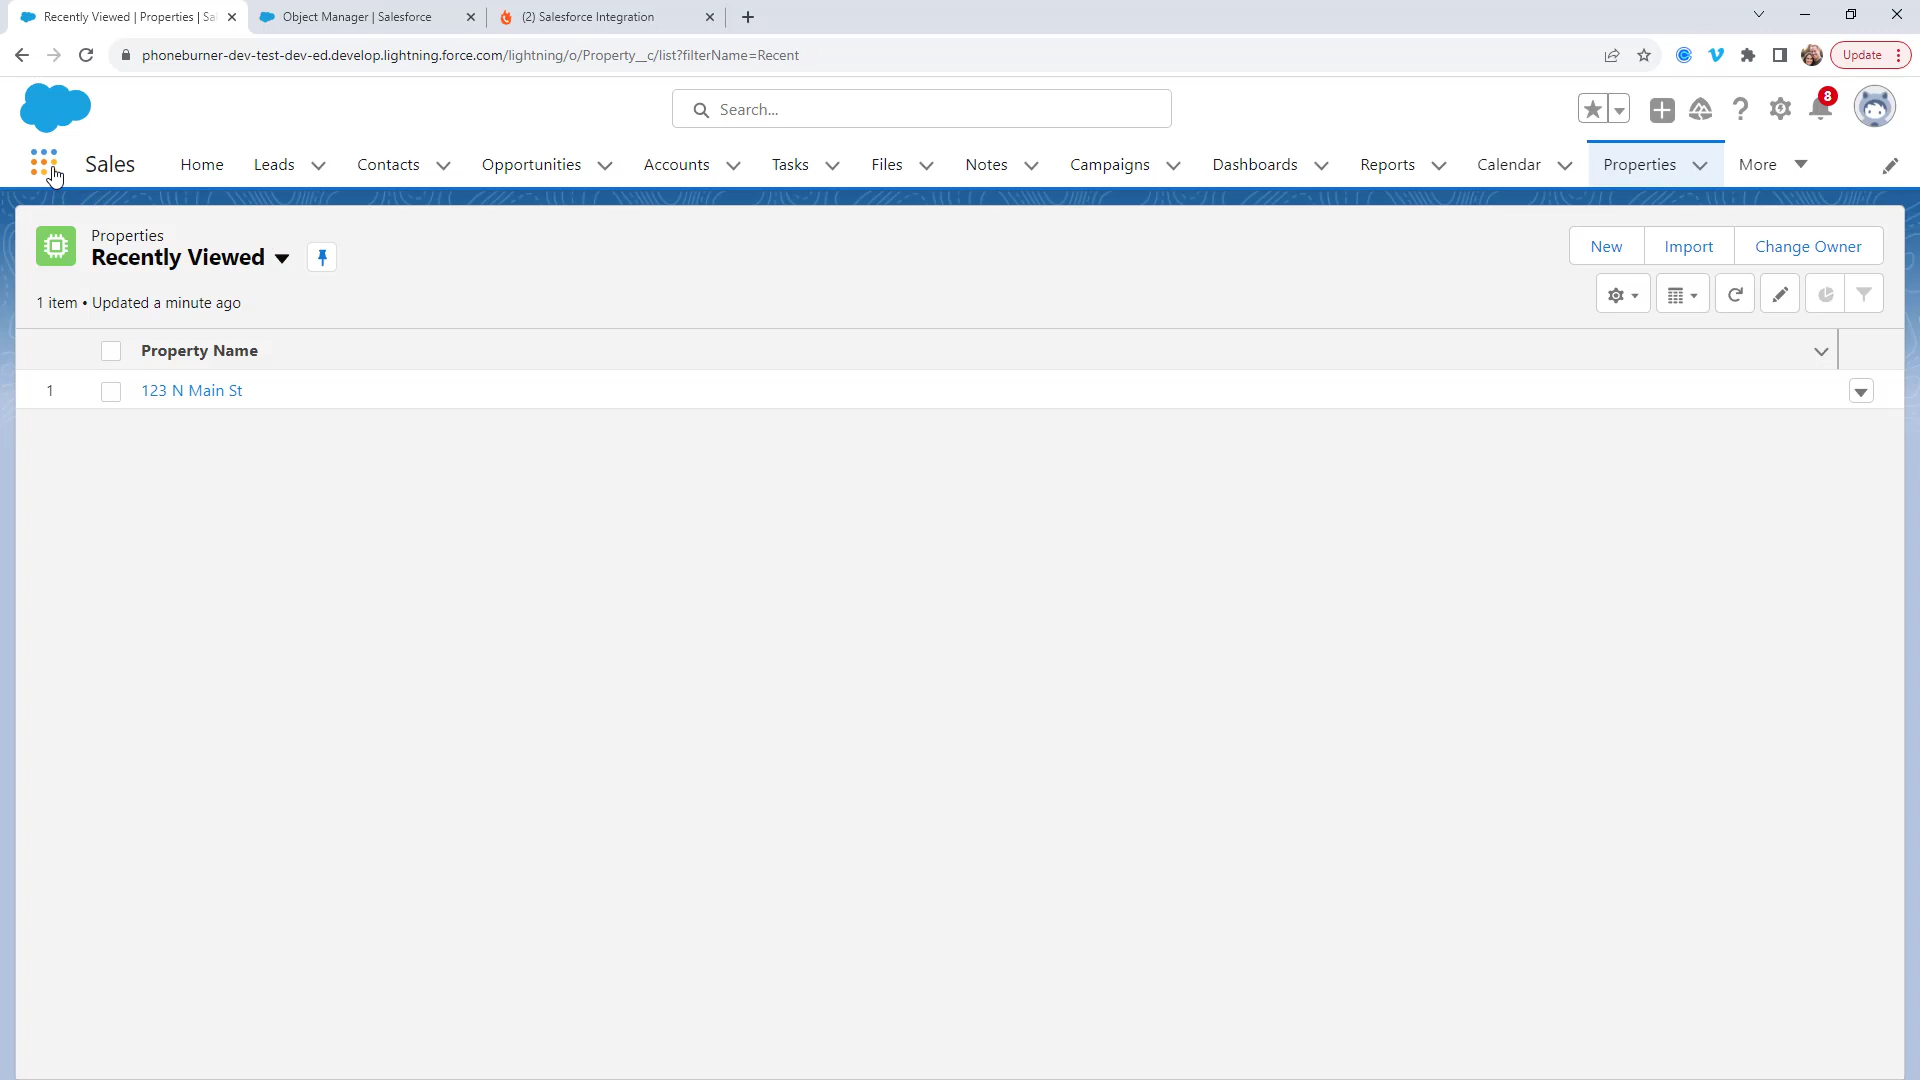 Recently Viewed | Properties | Sa
Object Manager | Salesforce
(2) Salesforce Integration
phoneburner-dev-test-dev-ed.develop.lightning.force.com/lightning/o/Property__c/list?filterName=Recent
Update
Search...
8
Sales
Home
Leads
Contacts
Opportunities
Accounts
Tasks
Files
Notes
Campaigns
Dashboards
Reports
Calendar
Properties
More
Properties
Recently Viewed
New
Import
Change Owner
1 item • Updated a minute ago
Property Name
1
123 N Main St